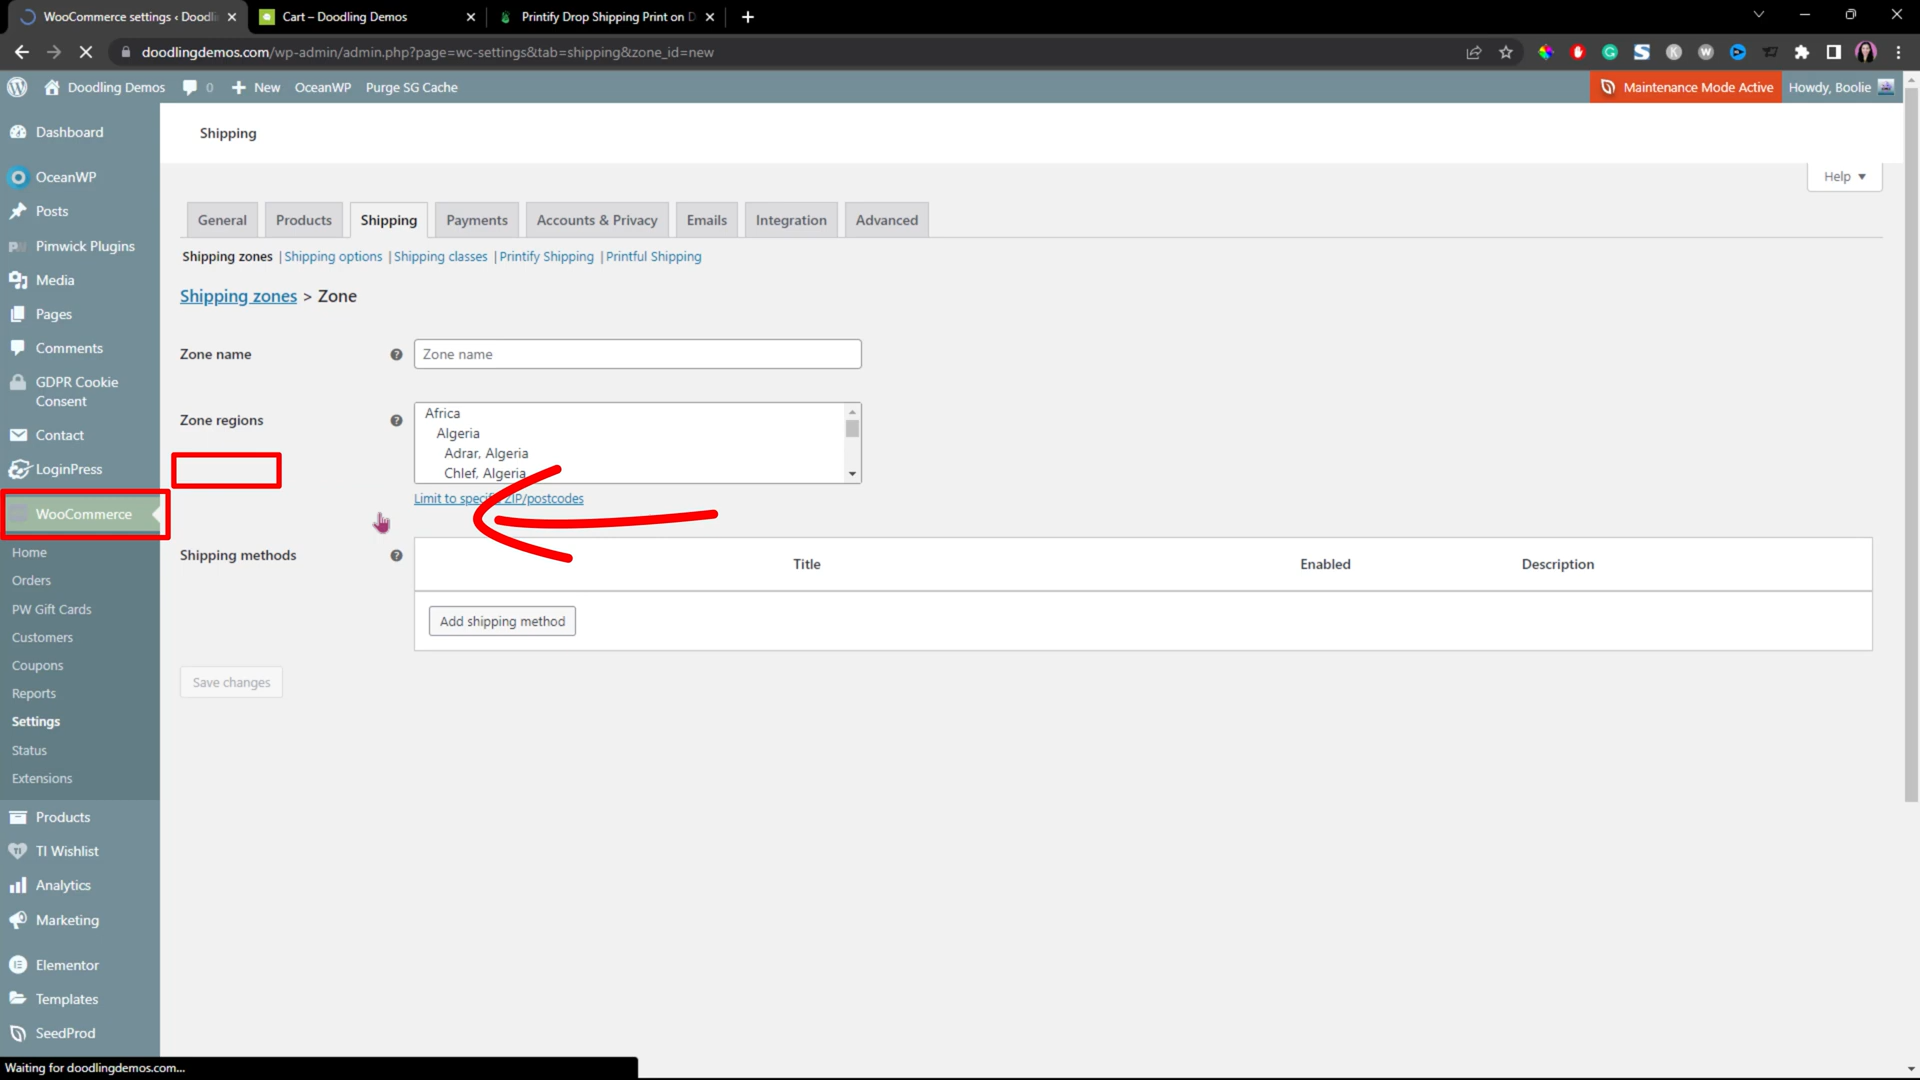 WooCommerce settings ‹ Doodli
Cart – Doodling Demos
Printify Drop Shipping Print on D
doodlingdemos.com/wp-admin/admin.php?page=wc-settings&tab=shipping&zone_id=new
Doodling Demos
0
New
OceanWP
Purge SG Cache
Maintenance Mode Active
Howdy, Boolie
Dashboard
OceanWP
Posts
Pimwick Plugins
Media
Pages
Comments
GDPR Cookie
Consent
Contact
LoginPress
WooCommerce
Home
Orders
PW Gift Cards
Customers
Coupons
Reports
Settings
Status
Extensions
Products
TI Wishlist
Analytics
Marketing
Elementor
Templates
SeedProd
Shipping
Help
General
Products
Shipping
Payments
Accounts & Privacy
Emails
Integration
Advanced
Shipping zones | Shipping options | Shipping classes | Printify Shipping | Printful Shipping
Shipping zones > Zone
Zone name
Zone name
Zone regions
Africa
Algeria
Adrar, Algeria
Chlef, Algeria
Limit to specific ZIP/postcodes
Shipping methods
Title
Enabled
Description
Add shipping method
Save changes
Waiting for doodlingdemos.com...